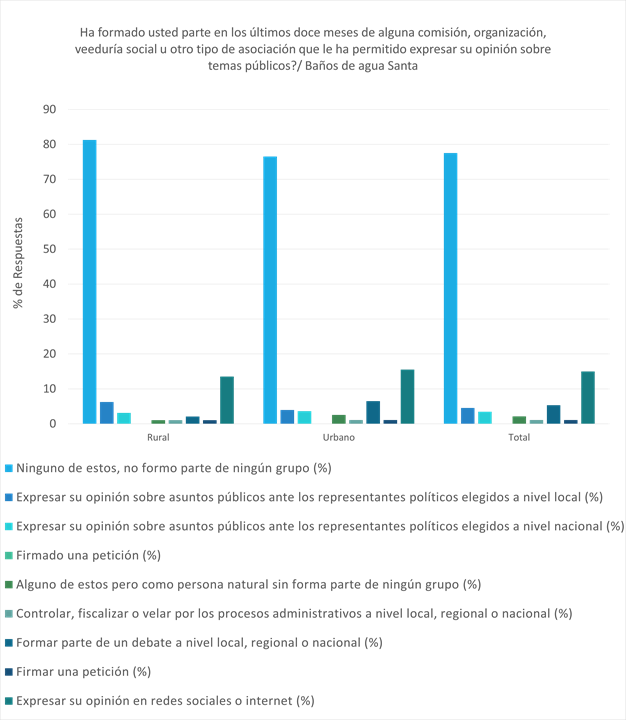 Ha formado usted parte en los últimos doce meses de alguna comisión, organización,
veeduría social u otro tipo de asociación que le ha permitido expresar su opinión sobre
temas públicos?/ Baños de agua Santa
90
80
70
60
50
40
30
20
10
0
% de Respuestas
Rural
Urbano
Total
Ninguno de estos, no formo parte de ningún grupo (%)
Expresar su opinión sobre asuntos públicos ante los representantes políticos elegidos a nivel local (%)
Expresar su opinión sobre asuntos públicos ante los representantes políticos elegidos a nivel nacional (%)
Firmado una petición (%)
Alguno de estos pero como persona natural sin forma parte de ningún grupo (%)
Controlar, fiscalizar o velar por los procesos administrativos a nivel local, regional o nacional (%)
Formar parte de un debate a nivel local, regional o nacional (%)
Firmar una petición (%)
Expresar su opinión en redes sociales o internet (%)